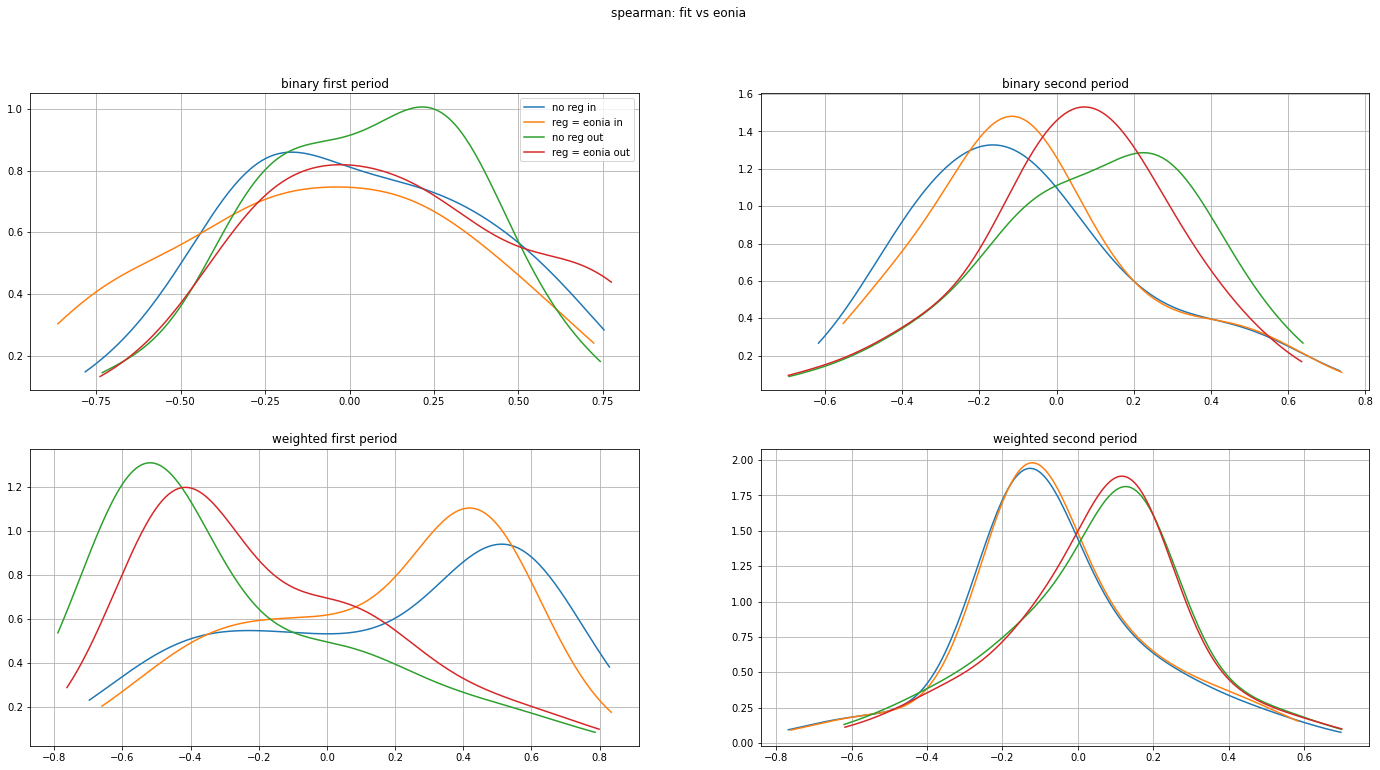 spearman: fit vs eonia
binary first period
1.0
0.8
0.6
0.4
0.2
−0.75 −0.50 −0.25 0.00 0.25 0.50 0.75
no reg in
reg = eonia in
no reg out
reg = eonia out
binary second period
1.6
1.4
1.2
1.0
0.8
0.6
0.4
0.2
−0.6 −0.4 −0.2 0.0 0.2 0.4 0.6 0.8
weighted first period
1.2
1.0
0.8
0.6
0.4
0.2
−0.8 −0.6 −0.4 −0.2 0.0 0.2 0.4 0.6 0.8
weighted second period
2.00
1.75
1.50
1.25
1.00
0.75
0.50
0.25
0.00
−0.8 −0.6 −0.4 −0.2 0.0 0.2 0.4 0.6